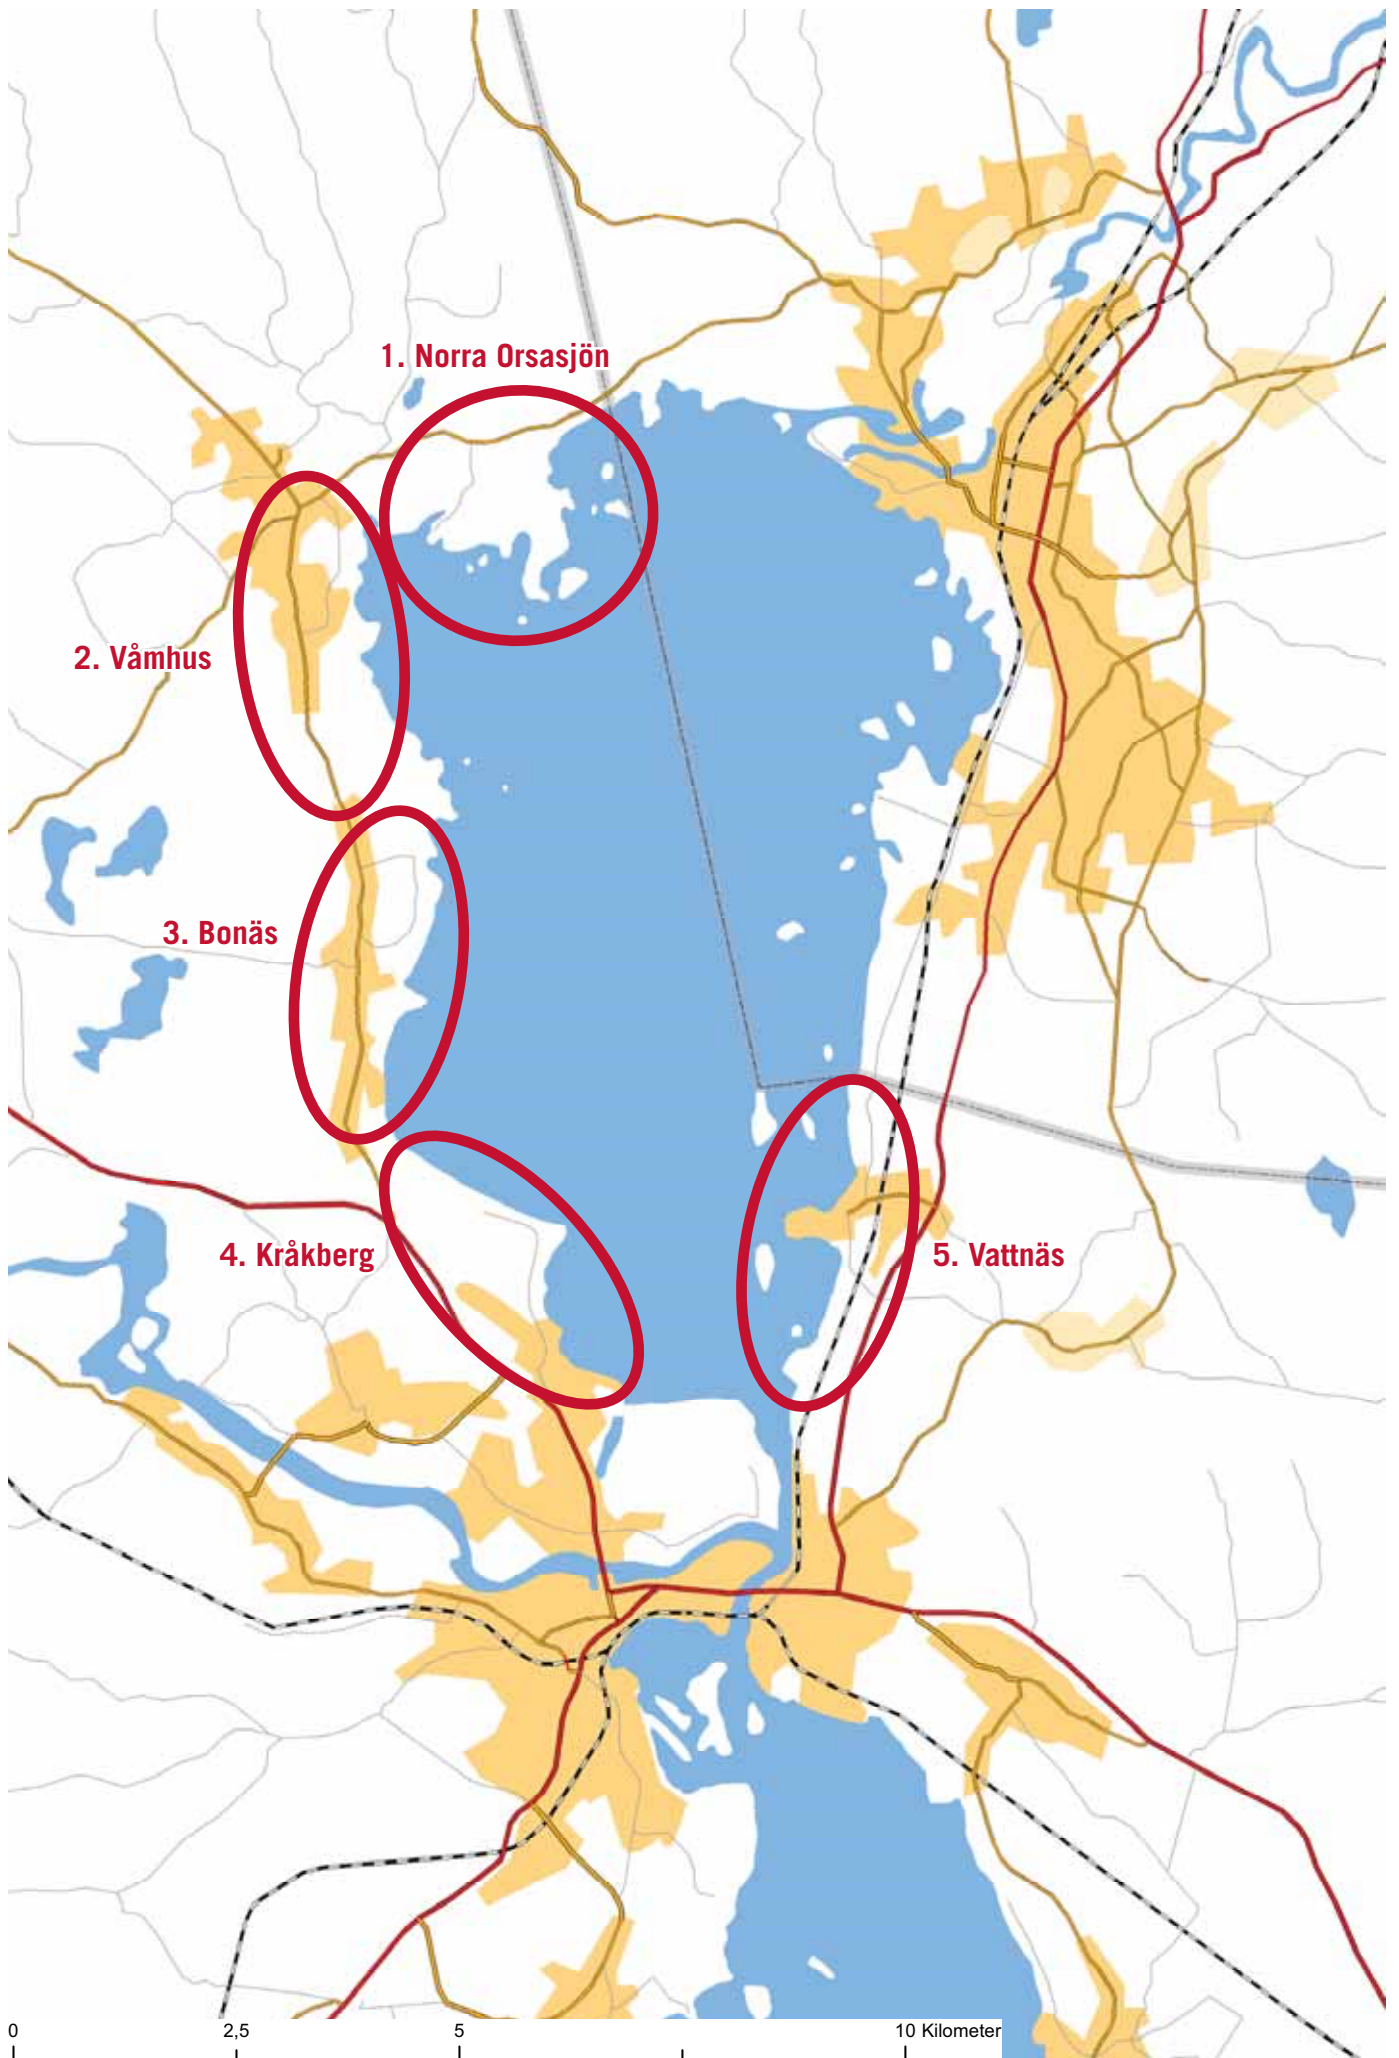 1. Norra Orsasjön
2. Våmhus
3. Bonäs
4. Kråkberg
5. Vattnäs
0 2,5 5 10 Kilometer